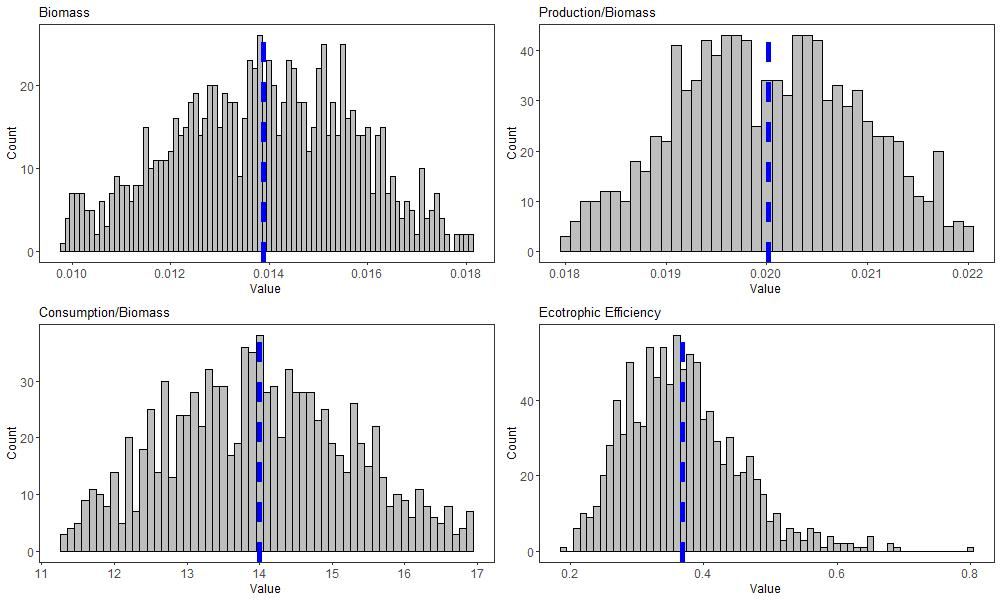 Biomass
Count
20
10
0
0.010 0.012 0.014 0.016 0.018
Value
Production/Biomass
Count
40
30
20
10
0
0.018 0.019 0.020 0.021 0.022
Value
Consumption/Biomass
Count
30
20
10
0
11 12 13 14 15 16 17
Value
Ecotrophic Efficiency
Count
40
20
0
0.2 0.4 0.6 0.8
Value